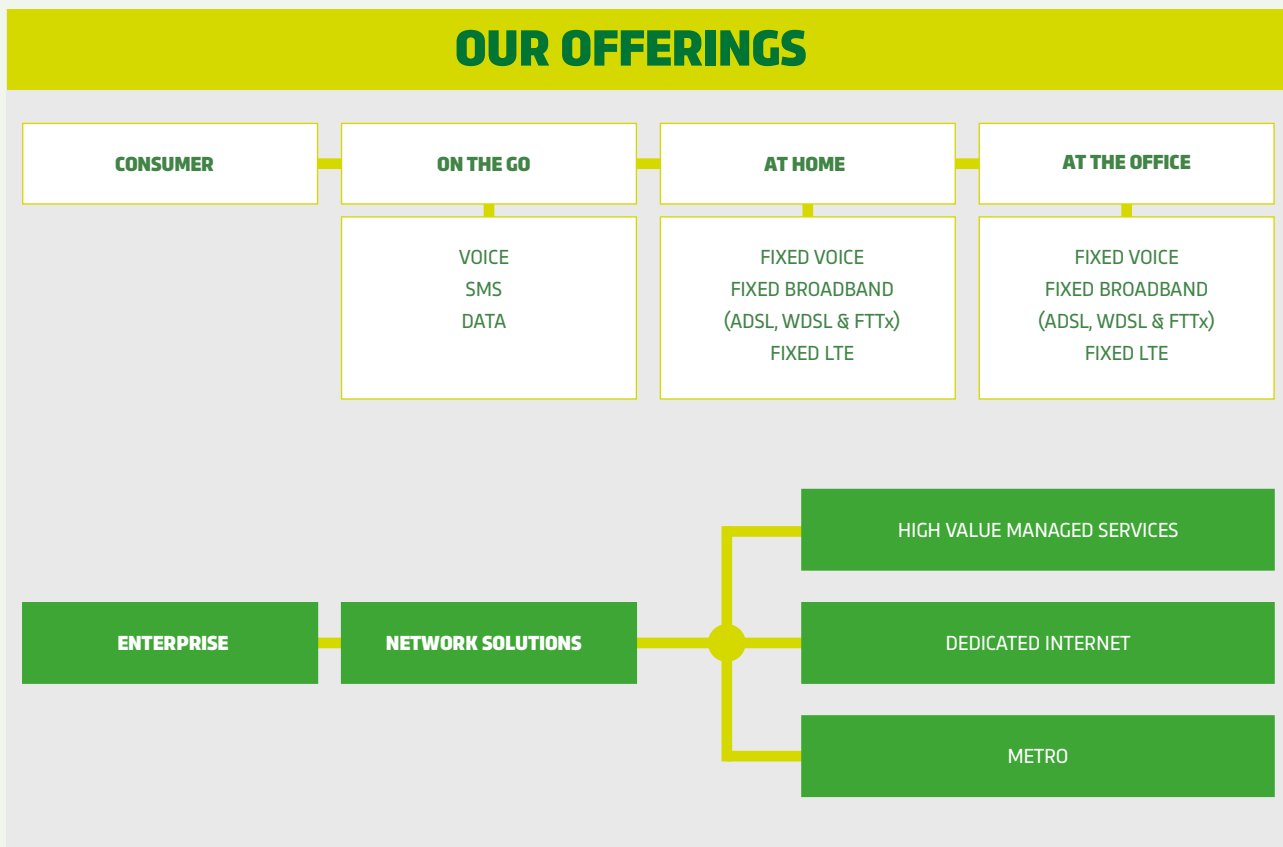 OUR OFFERINGS
CONSUMER
ON THE GO
AT HOME
AT THE OFFICE
VOICE
SMS
DATA
FIXED VOICE
FIXED BROADBAND
(ADSL, WDSL & FTTx)
FIXED LTE
FIXED VOICE
FIXED BROADBAND
(ADSL, WDSL & FTTx)
FIXED LTE
ENTERPRISE
NETWORK SOLUTIONS
HIGH VALUE MANAGED SERVICES
DEDICATED INTERNET
METRO